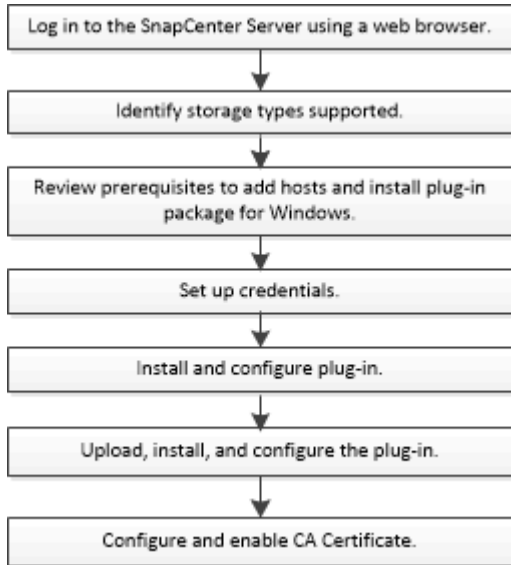 Log in to the SnapCenter Server using a web browser.
Identify storage types supported.
Review prerequisites to add hosts and install plug-in
package for Windows.
Set up credentials.
Install and configure plug-in.
Upload, install, and configure the plug-in.
Configure and enable CA Certificate.